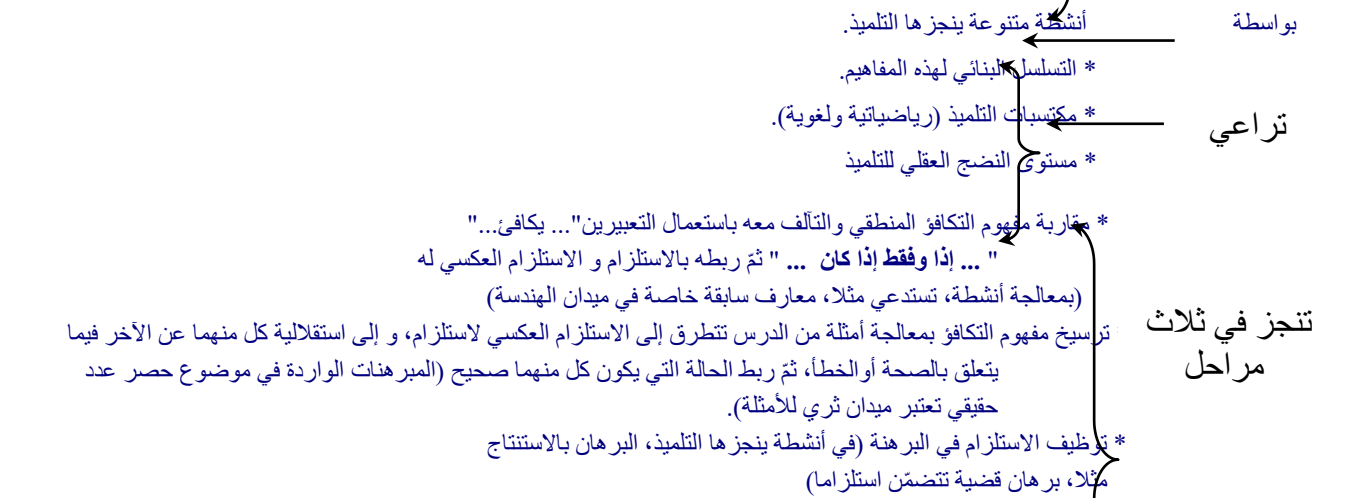 بواسطة أنشطة متنوعة ينجزها التلميذ.
* التسلسل البنائي لهذه المفاهيم.
تراعي * مكتسبات التلميذ (رياضياتية ولغوية).
* مستوى النضج العقلي للتلميذ
* مقاربة مفهوم التكافؤ المنطقي والتآلف معه باستعمال التعبيرين"... يكافئ..."
" ... إذا وفقط إذا كان ... " ثمّ ربطه بالاستلزام و الاستلزام العكسي له
(بمعالجة أنشطة، تستدعي مثلا، معارف سابقة خاصة في ميدان الهندسة)
تنجز في ثلاث مراحل
ترسيخ مفهوم التكافؤ بمعالجة أمثلة من الدرس تتطرق إلى الاستلزام العكسي لاستلزام، و إلى استقلالية كل منهما عن الآخر فيما
يتعلق بالصحة أوالخطأ، ثمّ ربط الحالة التي يكون كل منهما صحيح (المبرهنات الواردة في موضوع حصر عدد
حقيقي تعتبر ميدان ثري للأمثلة).
* توظيف الاستلزام في البرهنة (في أنشطة ينجزها التلميذ، البرهان بالاستنتاج
مثلا، برهان قضية تتضمّن استلزاما)